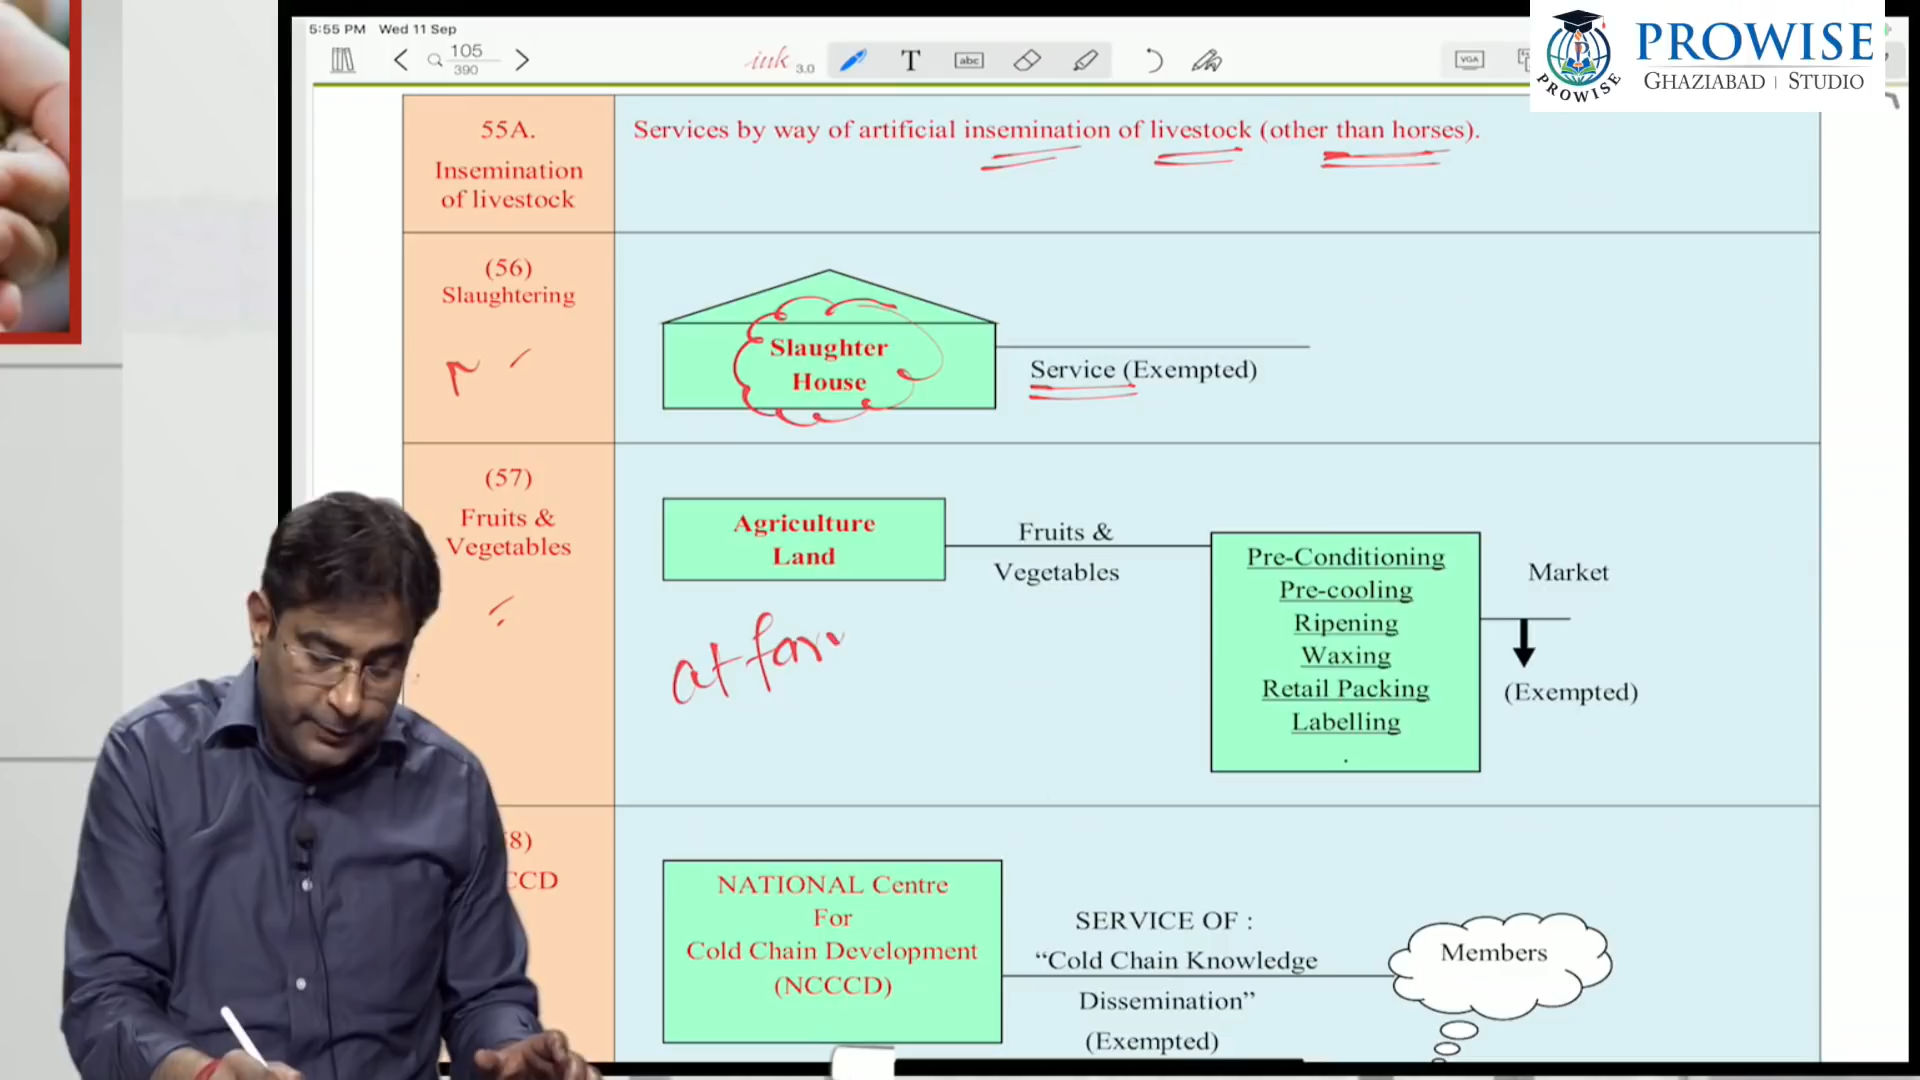 5:55 PM Wed 11 Sep
105
390
ink 3.0
T
abc
VGA
PROWISE
PROWISE
GHAZIABAD | STUDIO
55A.
Insemination
of livestock
Services by way of artificial insemination of livestock (other than horses).
(56)
Slaughtering
Slaughter
House
Service (Exempted)
(57)
Fruits &
Vegetables
Agriculture
Land
Fruits &
Vegetables
Pre-Conditioning
Pre-cooling
Ripening
Waxing
Retail Packing
Labelling
.
Market
(Exempted)
at far
8)
CCD
NATIONAL Centre
For
Cold Chain Development
(NCCCD)
SERVICE OF :
“Cold Chain Knowledge
Dissemination”
(Exempted)
Members